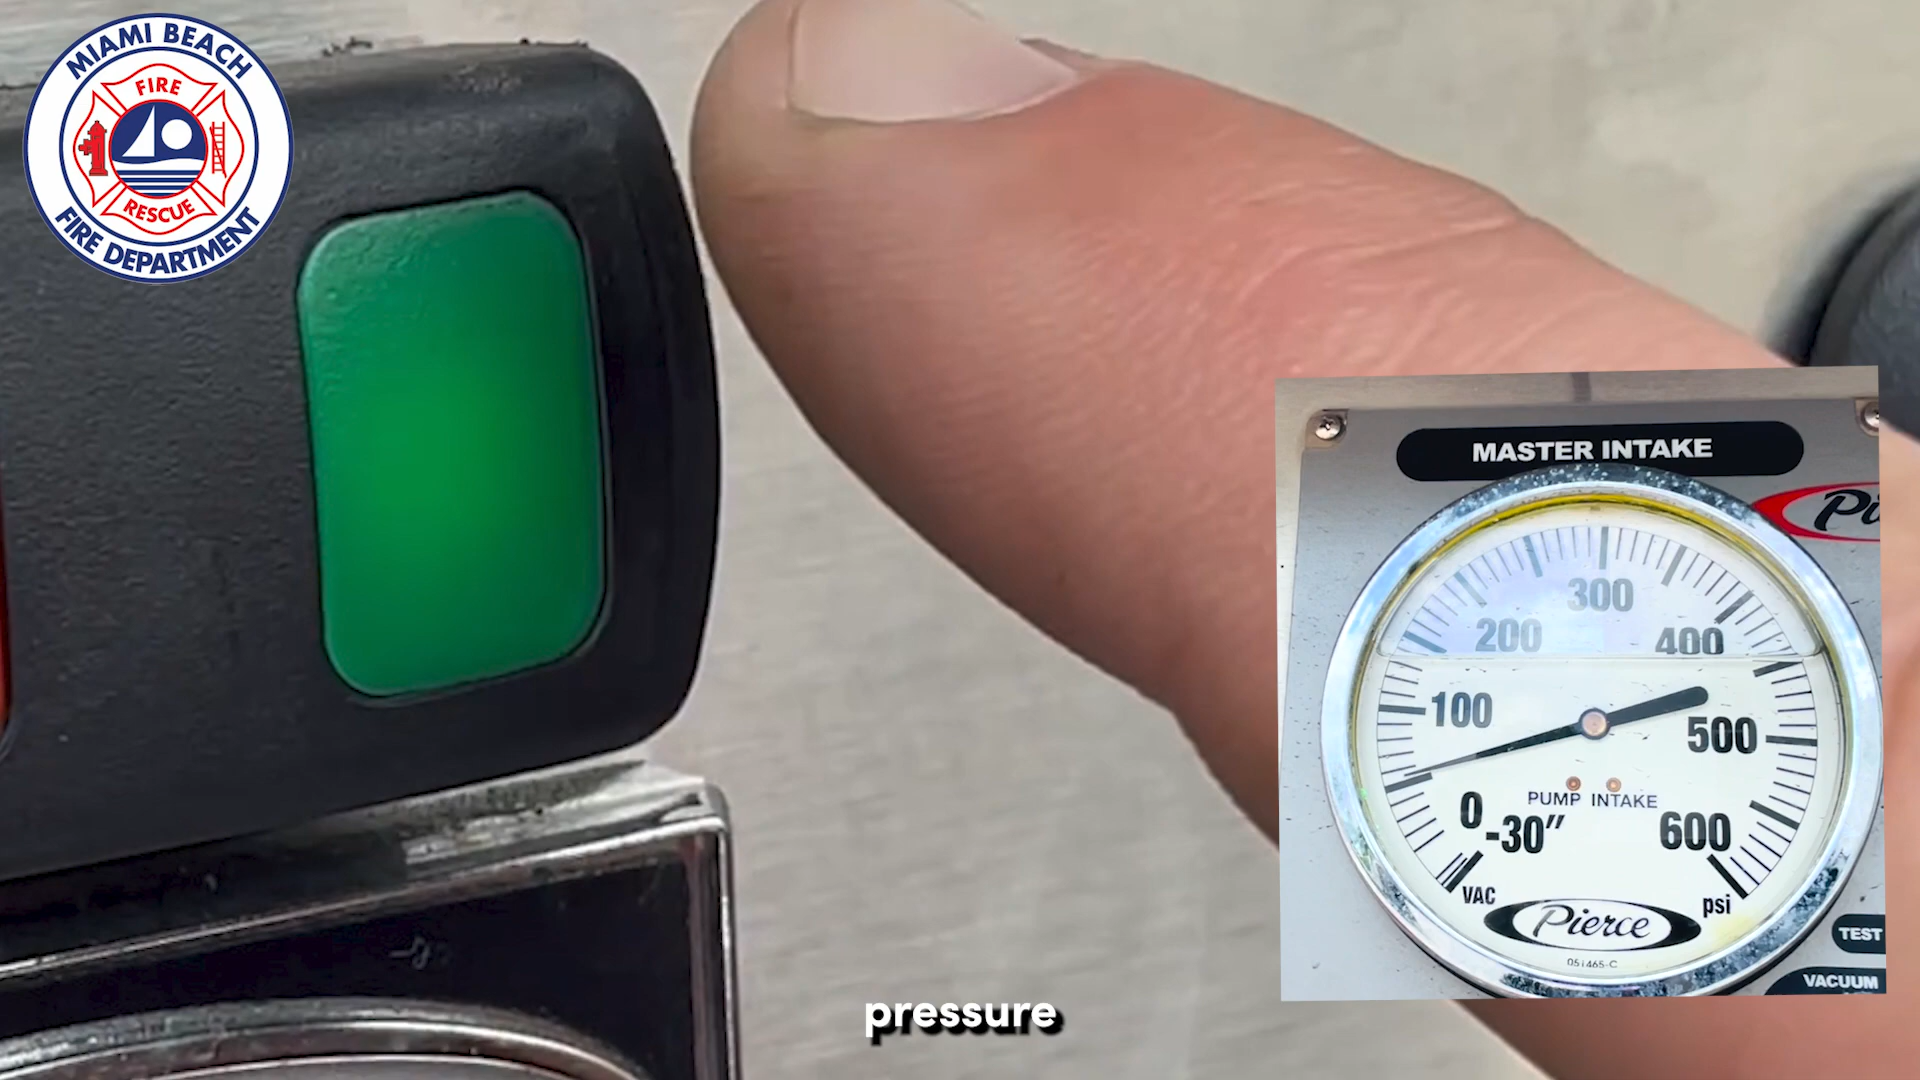 MIAMI BEACH
FIRE
RESCUE
FIRE DEPARTMENT
MASTER INTAKE
300
200
400
100
500
PUMP INTAKE
0
-30"
600
VAC
psi
Pierce
051465-C
TEST
VACUUM
pressure